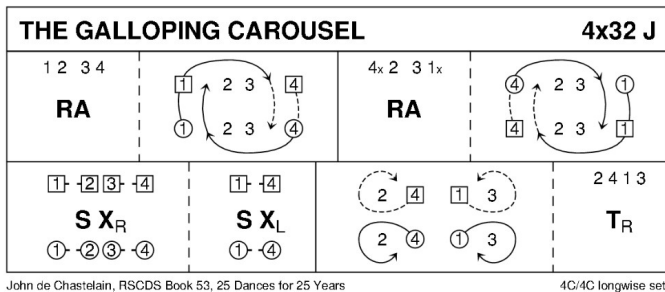 THE GALLOPING CAROUSEL 4x32 J
1 2 3 4
RA
1 2 3 4
1 2 3 4
4x 2 3 1x
RA
4 2 3 1
4 2 3 1
1 2 3 4
S XR
1 2 3 4
1 4
S XL
1 4
2 4 1 3
2 4 1 3
2 4 1 3
TR
John de Chastelain, RSCDS Book 53, 25 Dances for 25 Years 4C/4C longwise set